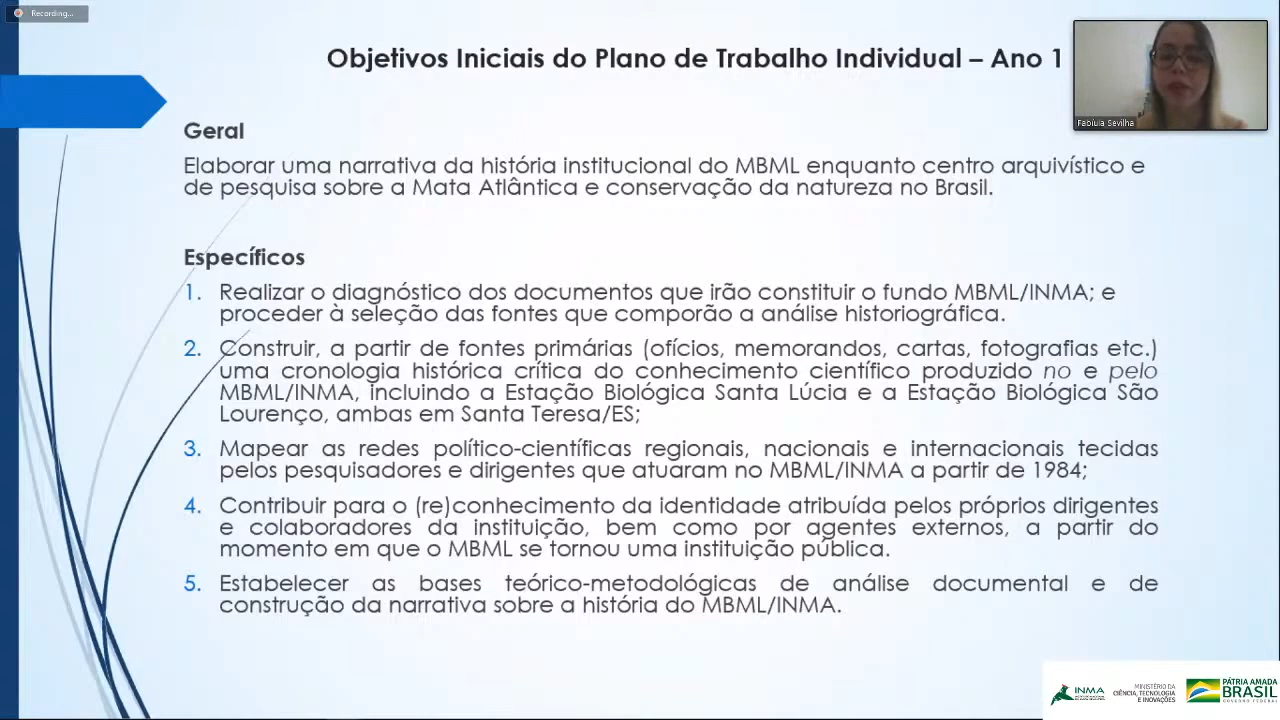 Recording...
Objetivos Iniciais do Plano de Trabalho Individual – Ano 1
Fabíula Sevilha
Geral
Elaborar uma narrativa da história institucional do MBML enquanto centro arquivístico e
de pesquisa sobre a Mata Atlântica e conservação da natureza no Brasil.
Específicos
1. Realizar o diagnóstico dos documentos que irão constituir o fundo MBML/INMA; e
proceder à seleção das fontes que comporão a análise historiográfica.
2. Construir, a partir de fontes primárias (ofícios, memorandos, cartas, fotografias etc.)
uma cronologia histórica crítica do conhecimento científico produzido no e pelo
MBML/INMA, incluindo a Estação Biológica Santa Lúcia e a Estação Biológica São
Lourenço, ambas em Santa Teresa/ES;
3. Mapear as redes político-científicas regionais, nacionais e internacionais tecidas
pelos pesquisadores e dirigentes que atuaram no MBML/INMA a partir de 1984;
4. Contribuir para o (re)conhecimento da identidade atribuída pelos próprios dirigentes
e colaboradores da instituição, bem como por agentes externos, a partir do
momento em que o MBML se tornou uma instituição pública.
5. Estabelecer as bases teórico-metodológicas de análise documental e de
construção da narrativa sobre a história do MBML/INMA.
INMA
MINISTÉRIO DA
CIÊNCIA, TECNOLOGIA
E INOVAÇÕES
PÁTRIA AMADA
BRASIL
GOVERNO FEDERAL